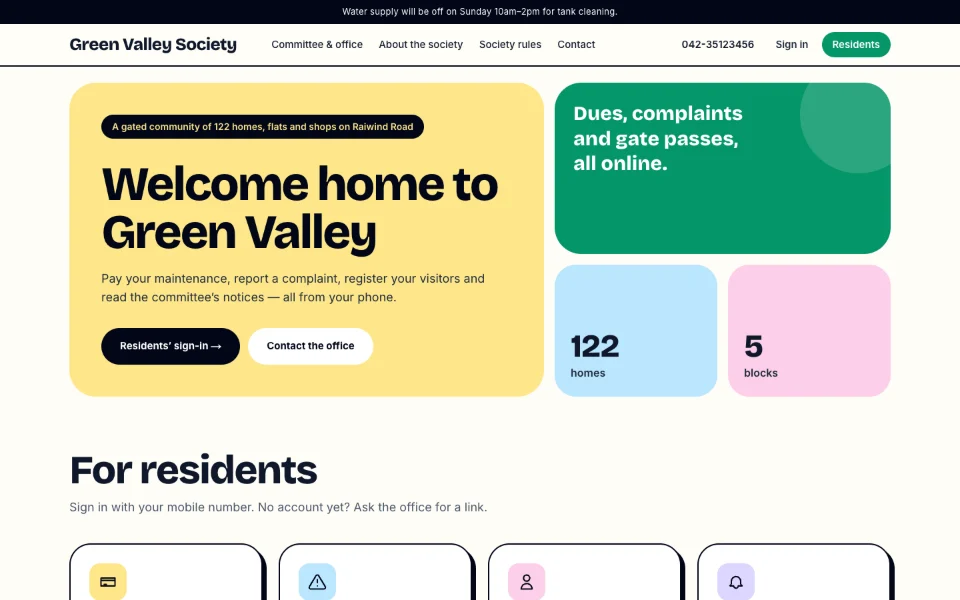 Water supply will be off on Sunday 10am–2pm for tank cleaning.
Green Valley Society
Committee & office
About the society
Society rules
Contact
042-35123456
Sign in
Residents
A gated community of 122 homes, flats and shops on Raiwind Road
Welcome home to
Green Valley
Pay your maintenance, report a complaint, register your visitors and
read the committee’s notices — all from your phone.
Residents’ sign-in →
Contact the office
Dues, complaints
and gate passes,
all online.
122
homes
5
blocks
For residents
Sign in with your mobile number. No account yet? Ask the office for a link.